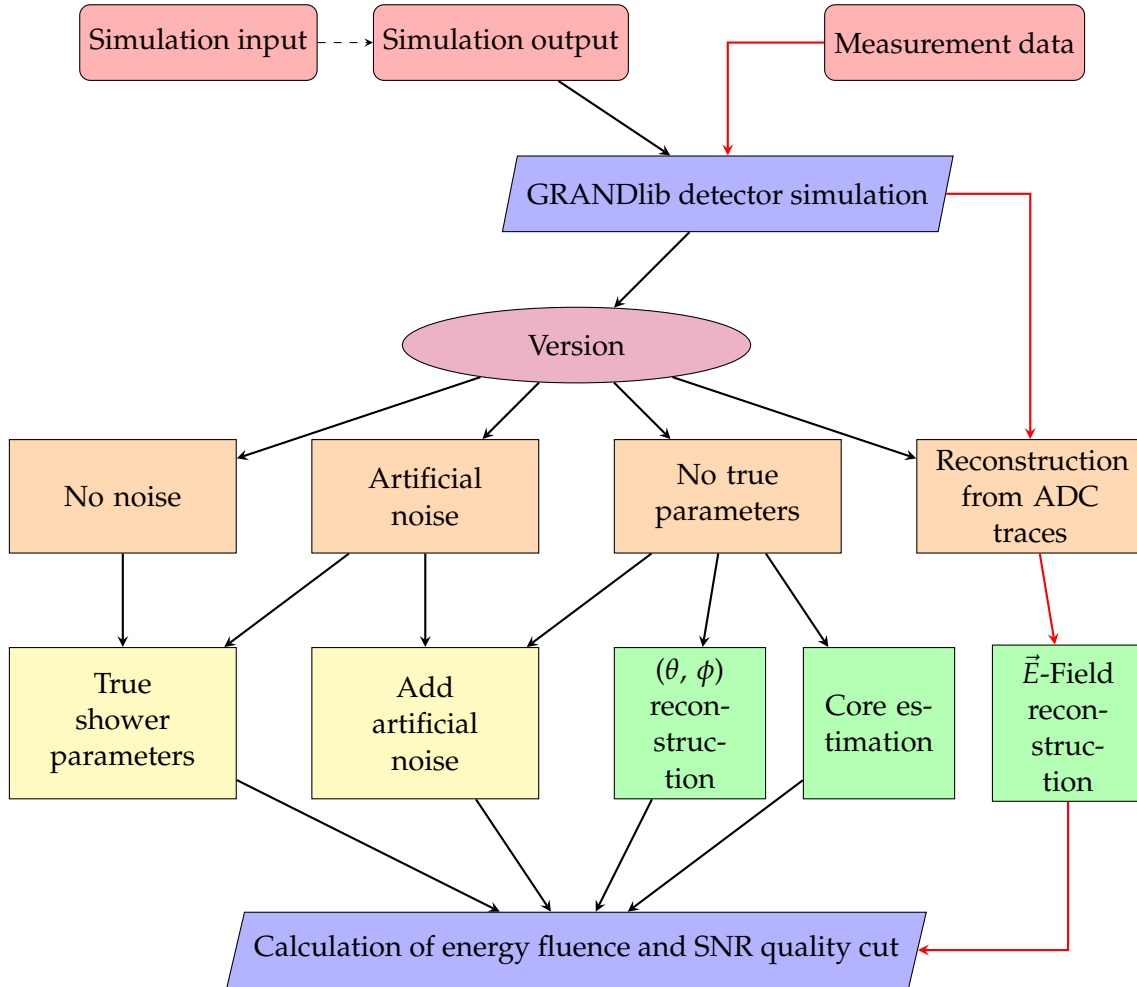 Simulation input
Simulation output
Measurement data
GRANDlib detector simulation
Version
No noise
Artificial
noise
No true
parameters
Reconstruction
from ADC
traces
True
shower
parameters
Add
artificial
noise
(θ, ϕ)
recon-
struc-
tion
Core es-
timation
$\vec{E}$-Field
recon-
struc-
tion
Calculation of energy fluence and SNR quality cut